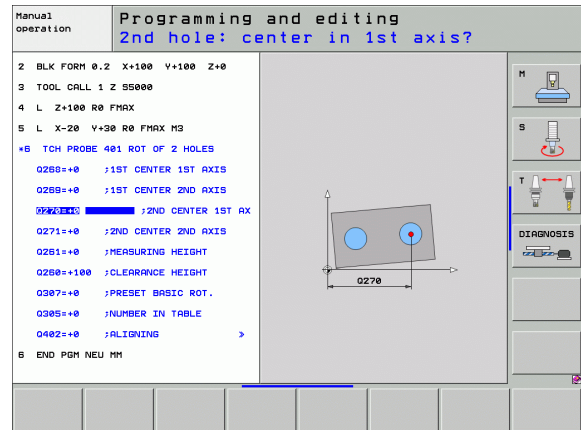 Manual
operation
Programming and editing
2nd hole: center in 1st axis?
2 BLK FORM 0.2 X+100 Y+100 Z+0
3 TOOL CALL 1 Z S5000
4 L Z+100 R0 FMAX
5 L X-20 Y+30 R0 FMAX M3
*6 TCH PROBE 401 ROT OF 2 HOLES
Q268=+0 ;1ST CENTER 1ST AXIS
Q269=+0 ;1ST CENTER 2ND AXIS
Q270=+0 ;2ND CENTER 1ST AX
Q271=+0 ;2ND CENTER 2ND AXIS
Q261=+0 ;MEASURING HEIGHT
Q260=+100 ;CLEARANCE HEIGHT
Q307=+0 ;PRESET BASIC ROT.
Q305=+0 ;NUMBER IN TABLE
Q402=+0 ;ALIGNING »
6 END PGM NEU MM
Q270
M
S
T
DIAGNOSIS